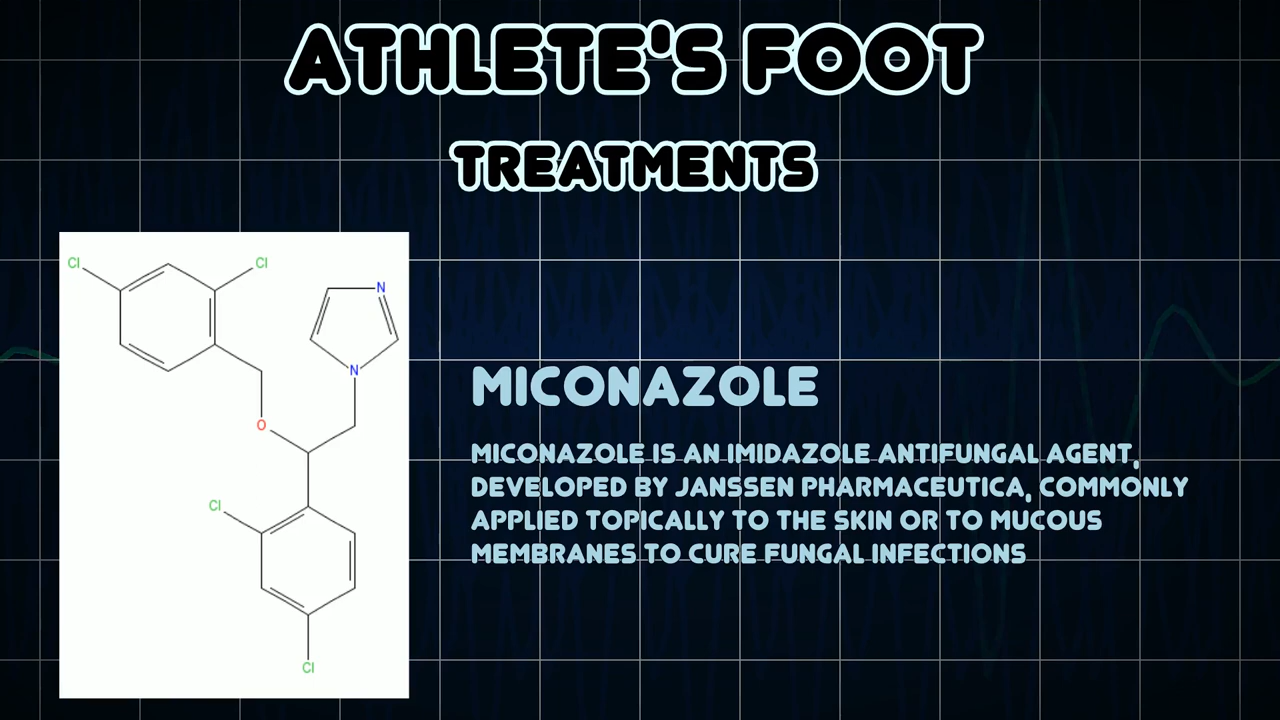 ATHLETE'S FOOT
TREATMENTS
Cl
Cl
N
N
O
Cl
Cl
MICONAZOLE
MICONAZOLE IS AN IMIDAZOLE ANTIFUNGAL AGENT,
DEVELOPED BY JANSSEN PHARMACEUTICA, COMMONLY
APPLIED TOPICALLY TO THE SKIN OR TO MUCOUS
MEMBRANES TO CURE FUNGAL INFECTIONS